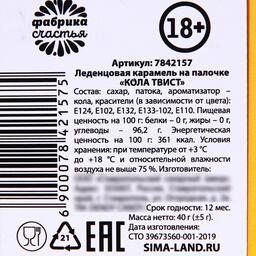 фабрика
счастья
18+
Артикул: 7842157
Леденцовая карамель на палочке
«КОЛА ТВИСТ»
Состав: сахар, патока, ароматизатор –
кола, красители (в зависимости от цвета):
Е124, Е102, Е132, Е133-102, Е110. Пищевая
ценность на 100 г: белки – 0 г, жиры – 0 г,
углеводы – 96,2 г. Энергетическая
ценность на 100 г: 361 ккал. Условия
хранения: при температуре от +3 °С
до +18 °С и относительной влажности
воздуха не выше 75 %.
Срок годности: 12 мес.
Масса нетто: 40 г (±5 г).
SIMA-LAND.RU
СТО 39673560-001-2019
6 900078 421575
21
ЕАС